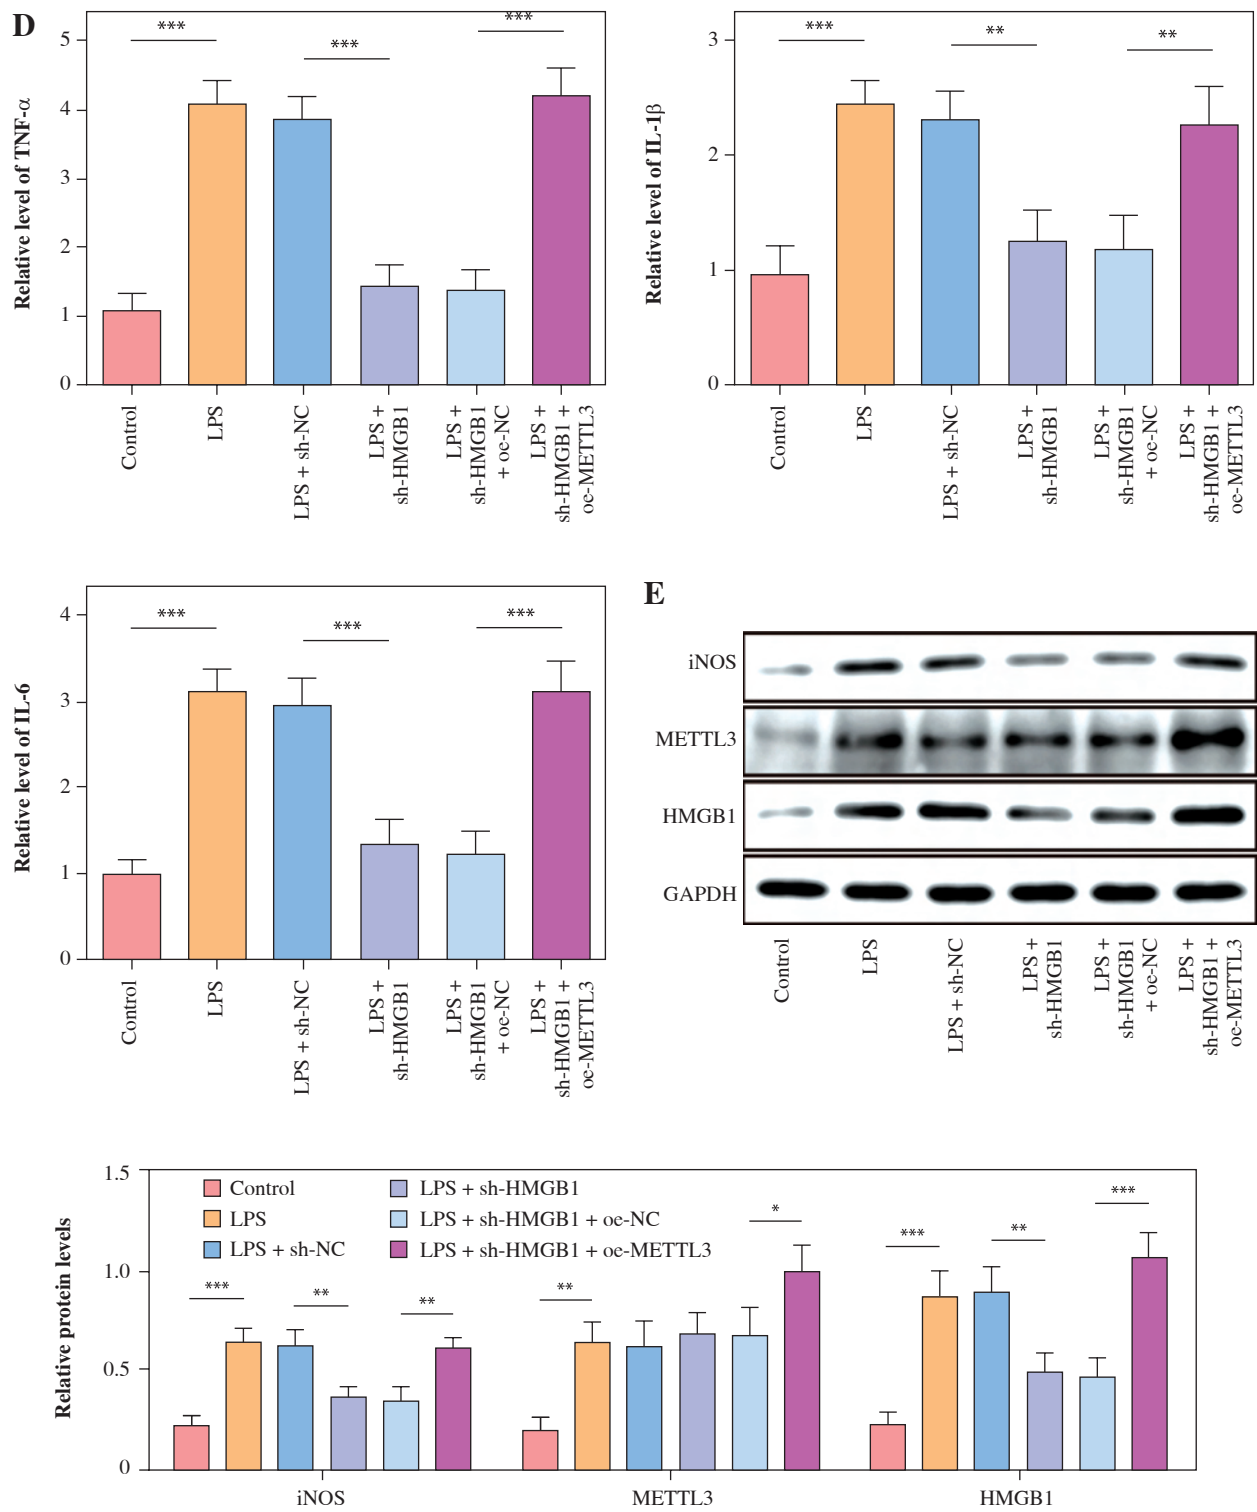 D
Relative level of TNF-α
5
4
3
2
1
0
***
***
***
Control
LPS
LPS + sh-NC
LPS +
sh-HMGB1
LPS +
sh-HMGB1
+ oe-NC
LPS +
sh-HMGB1 +
oe-METTL3
Relative level of IL-1β
3
2
1
0
***
**
**
Control
LPS
LPS + sh-NC
LPS +
sh-HMGB1
LPS +
sh-HMGB1
+ oe-NC
LPS +
sh-HMGB1 +
oe-METTL3
Relative level of IL-6
4
3
2
1
0
***
***
***
Control
LPS
LPS + sh-NC
LPS +
sh-HMGB1
LPS +
sh-HMGB1
+ oe-NC
LPS +
sh-HMGB1 +
oe-METTL3
E
iNOS
METTL3
HMGB1
GAPDH
Control
LPS
LPS + sh-NC
LPS +
sh-HMGB1
LPS +
sh-HMGB1
+ oe-NC
LPS +
sh-HMGB1 +
oe-METTL3
Relative protein levels
1.5
1.0
0.5
0
Control
LPS
LPS + sh-NC
LPS + sh-HMGB1
LPS + sh-HMGB1 + oe-NC
LPS + sh-HMGB1 + oe-METTL3
***
**
**
**
*
***
**
***
iNOS
METTL3
HMGB1